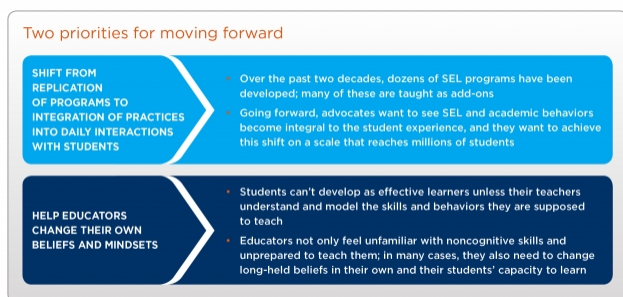 Two priorities for moving forward
SHIFT FROM
REPLICATION
OF PROGRAMS TO
INTEGRATION OF PRACTICES
INTO DAILY INTERACTIONS
WITH STUDENTS
• Over the past two decades, dozens of SEL programs have been
developed; many of these are taught as add-ons
• Going forward, advocates want to see SEL and academic behaviors
become integral to the student experience, and they want to achieve
this shift on a scale that reaches millions of students
HELP EDUCATORS
CHANGE THEIR OWN
BELIEFS AND MINDSETS
• Students can't develop as effective learners unless their teachers
understand and model the skills and behaviors they are supposed
to teach
• Educators not only feel unfamiliar with noncognitive skills and
unprepared to teach them; in many cases, they also need to change
long-held beliefs in their own and their students' capacity to learn